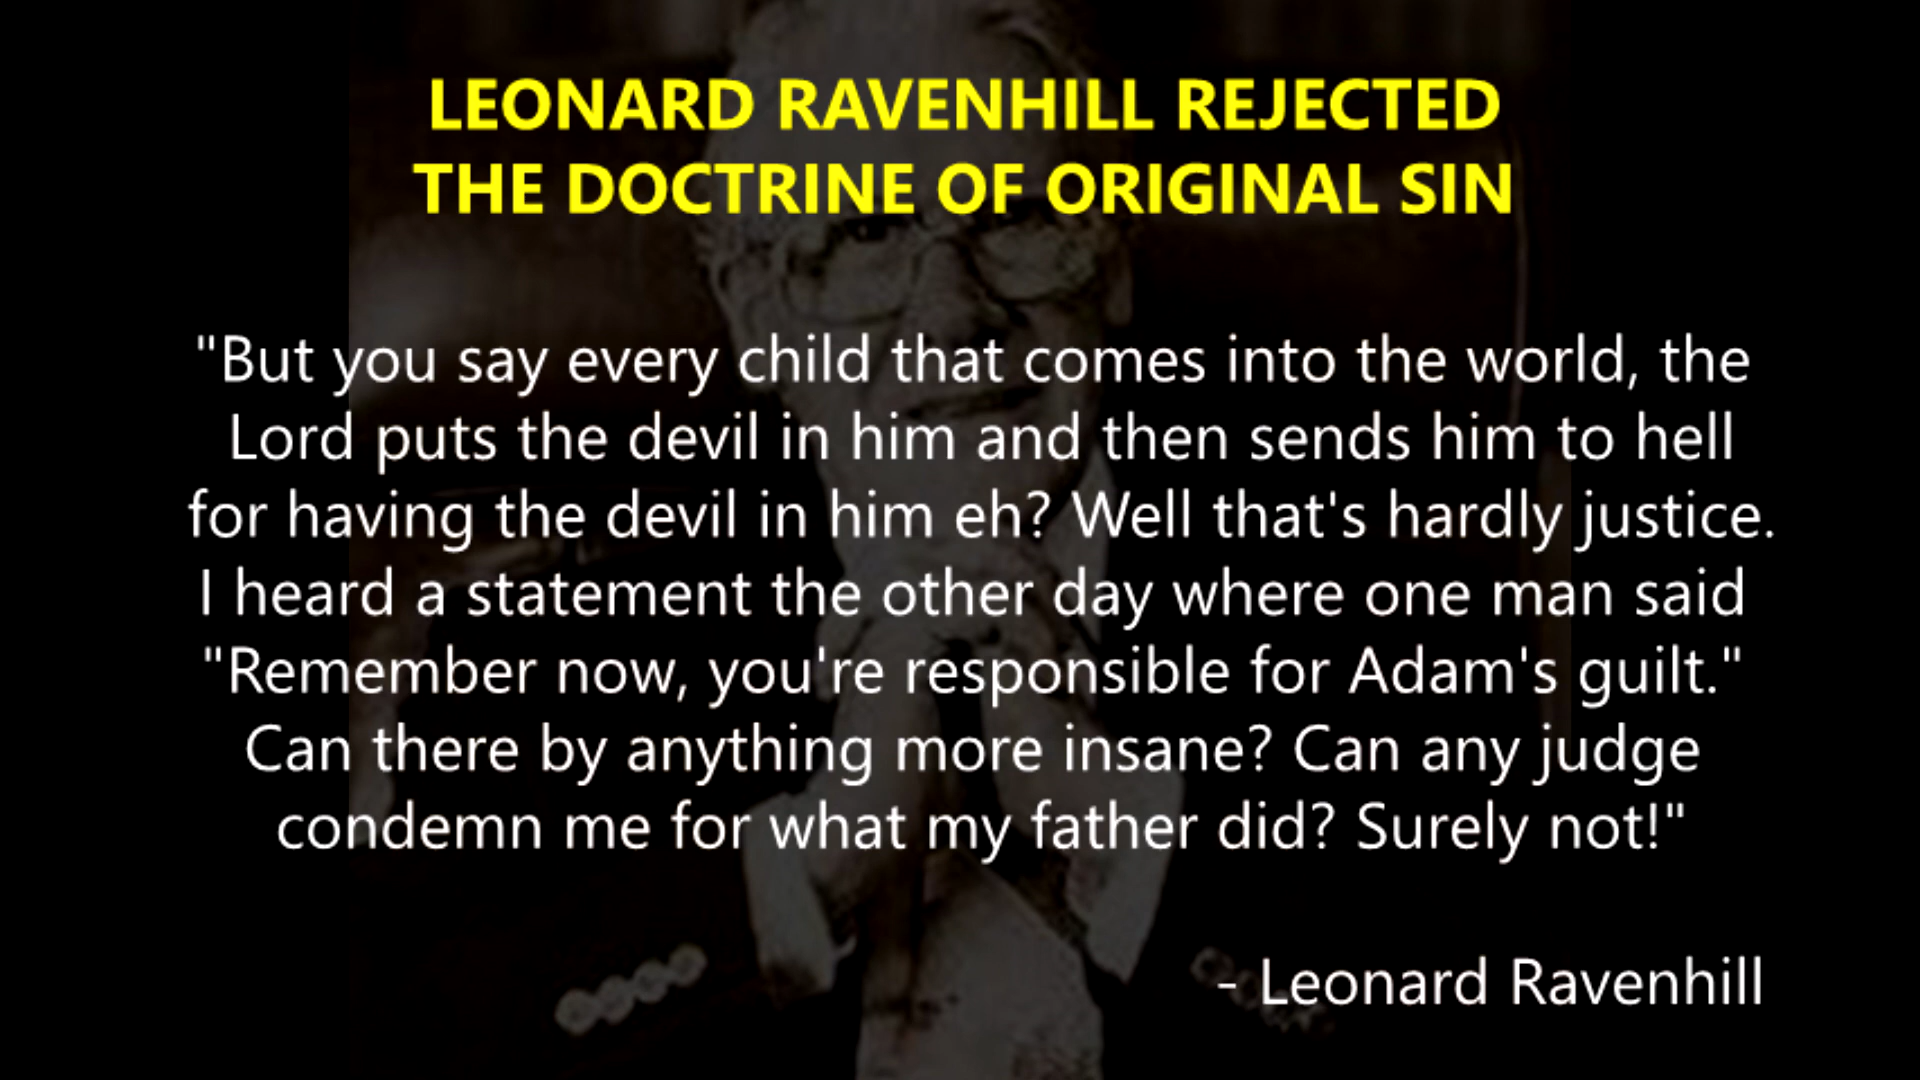 LEONARD RAVENHILL REJECTED
THE DOCTRINE OF ORIGINAL SIN
"But you say every child that comes into the world, the
Lord puts the devil in him and then sends him to hell
for having the devil in him eh? Well that's hardly justice.
I heard a statement the other day where one man said
"Remember now, you're responsible for Adam's guilt."
Can there by anything more insane? Can any judge
condemn me for what my father did? Surely not!"
- Leonard Ravenhill